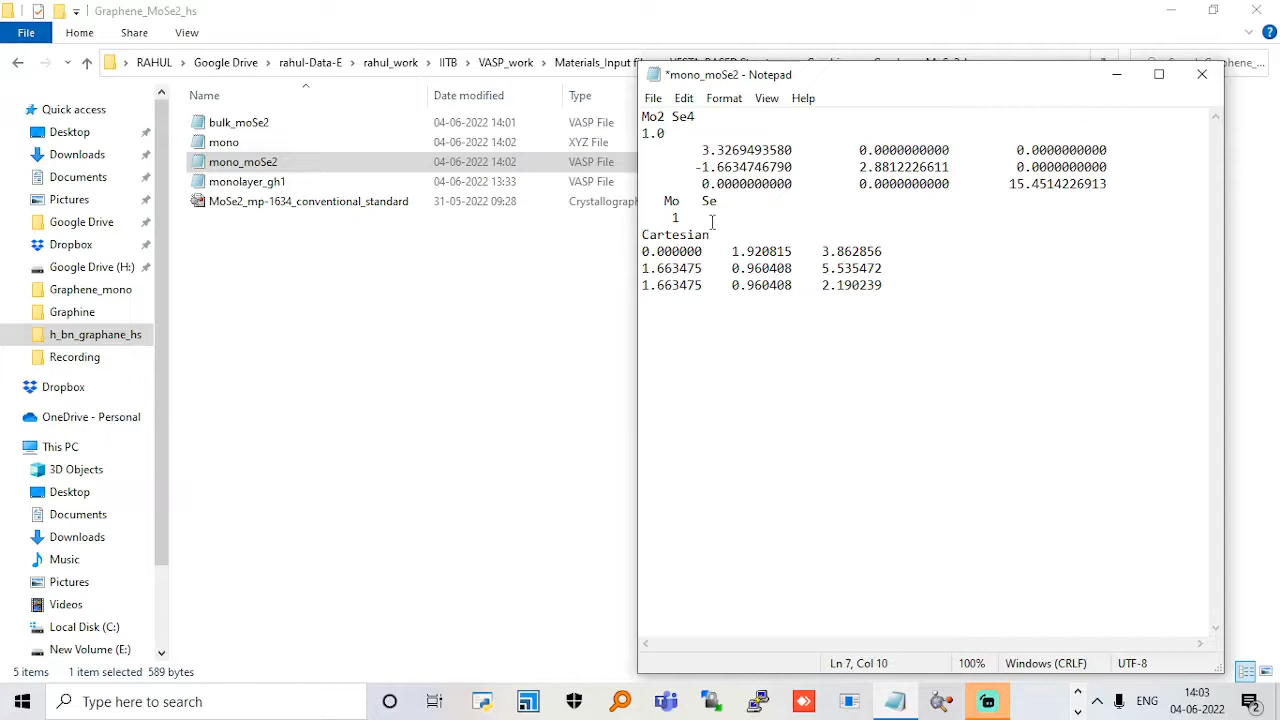 Graphene_MoSe2_hs
File Home Share View
RAHUL Google Drive rahul-Data-E rahul_work IITB VASP_work
Name Date modified Type
Quick access
Desktop
Downloads
Documents
Pictures
Google Drive
Dropbox
Google Drive (H:)
Graphene_mono
Graphine
h_bn_graphane_hs
Recording
Dropbox
OneDrive - Personal
This PC
3D Objects
Desktop
Documents
Downloads
Music
Pictures
Videos
Local Disk (C:)
New Volume (E:)
bulk_moSe2 04-06-2022 14:01 VASP File
mono 04-06-2022 14:02 XYZ File
mono_moSe2 04-06-2022 14:02 VASP File
monolayer_gh1 04-06-2022 13:33 VASP File
MoSe2_mp-1634_conventional_standard 31-05-2022 09:28 Crystallograph
5 items 1 item selected 589 bytes
*mono_moSe2 - Notepad
File Edit Format View Help
Mo2 Se4
1.0
3.3269493580 0.0000000000 0.0000000000
-1.6634746790 2.8812226611 0.0000000000
0.0000000000 0.0000000000 15.4514226913
Mo Se
1
Cartesian
0.000000 1.920815 3.862856
1.663475 0.960408 5.535472
1.663475 0.960408 2.190239
Ln 7, Col 10 100% Windows (CRLF) UTF-8
Type here to search
ENG
14:03
04-06-2022
2